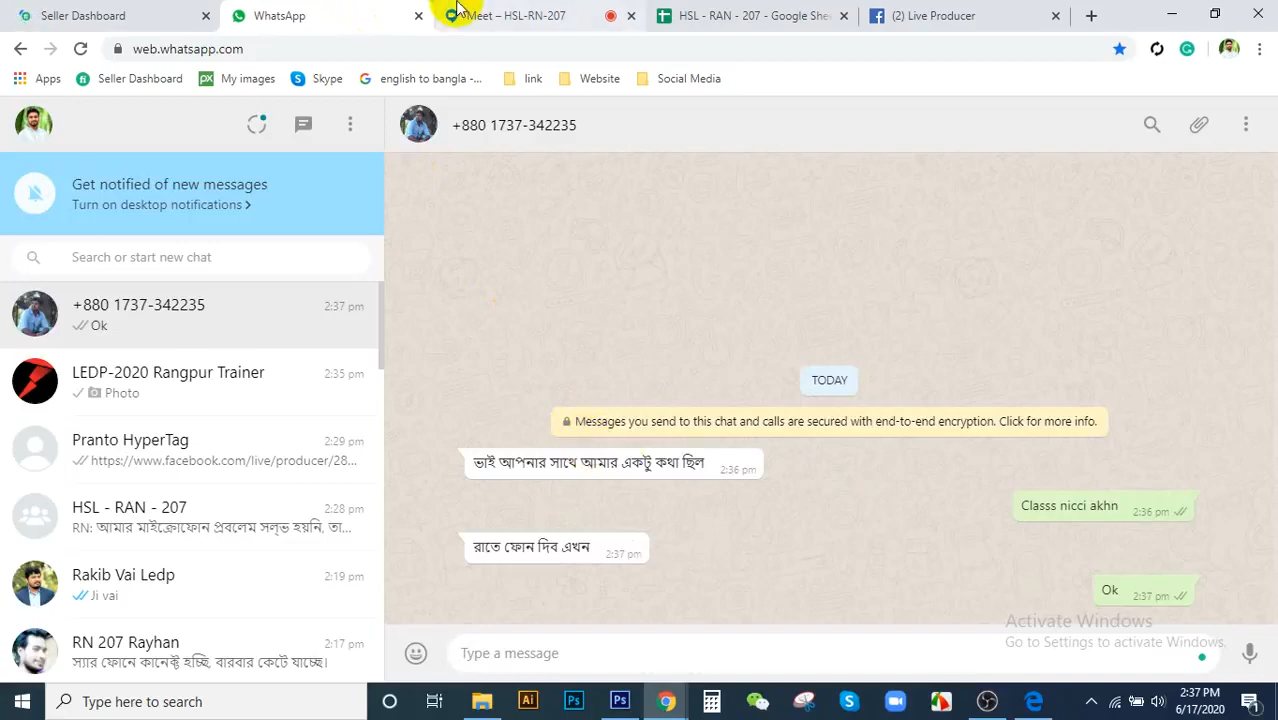 Seller Dashboard
WhatsApp
Meet – HSL-RN-207
HSL - RAN - 207 - Google Shee
(2) Live Producer
web.whatsapp.com
Apps
Seller Dashboard
My images
Skype
english to bangla -...
link
Website
Social Media
+880 1737-342235
Get notified of new messages
Turn on desktop notifications >
Search or start new chat
+880 1737-342235
2:37 pm
Ok
LEDP-2020 Rangpur Trainer
2:35 pm
Photo
Pranto HyperTag
2:29 pm
https://www.facebook.com/live/producer/28...
HSL - RAN - 207
2:28 pm
RN: আমার মাইক্রোফোন প্রবলেম সল্ভ হয়নি, তা...
Rakib Vai Ledp
2:19 pm
Ji vai
RN 207 Rayhan
2:17 pm
স্যার ফোনে কানেক্ট হচ্ছি, বারবার কেটে যাচ্ছে।
TODAY
Messages you send to this chat and calls are secured with end-to-end encryption. Click for more info.
ভাই আপনার সাথে আমার একটু কথা ছিল
2:36 pm
Classs nicci akhn
2:36 pm
রাতে ফোন দিব এখন
2:37 pm
Ok
2:37 pm
Activate Windows
Go to Settings to activate Windows.
Type a message
Type here to search
2:37 PM
6/17/2020